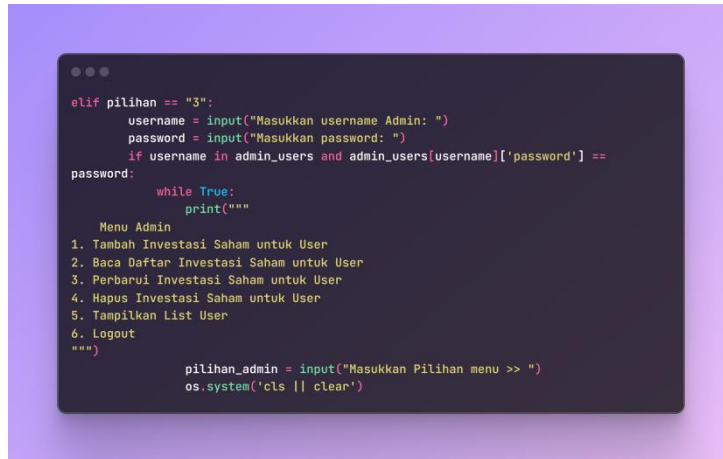 elif pilihan == "3":
        username = input("Masukkan username Admin: ")
        password = input("Masukkan password: ")
        if username in admin_users and admin_users[username]['password'] ==
password:
            while True:
                print("""
    Menu Admin
1. Tambah Investasi Saham untuk User
2. Baca Daftar Investasi Saham untuk User
3. Perbarui Investasi Saham untuk User
4. Hapus Investasi Saham untuk User
5. Tampilkan List User
6. Logout
""")
                pilihan_admin = input("Masukkan Pilihan menu >> ")
                os.system('cls || clear')